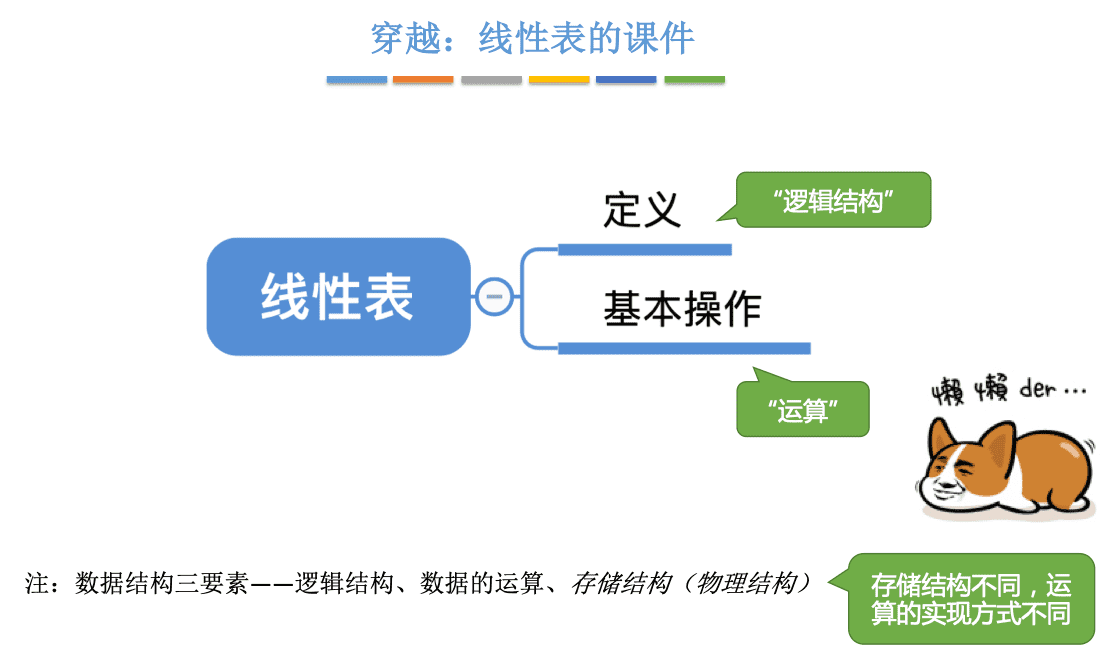 穿越：线性表的课件
定义
“逻辑结构”
线性表
基本操作
“运算”
懒懒 der…
注：数据结构三要素——逻辑结构、数据的运算、存储结构（物理结构）
存储结构不同，运
算的实现方式不同